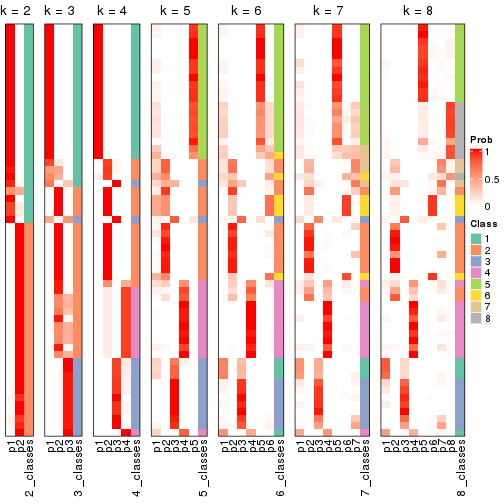 k = 2 k = 3 k = 4 k = 5 k = 6 k = 7 k = 8
Prob
1
0.5
0
Class
1
2
3
4
5
6
7
8
p1 p2 2_classes
p1 p2 p3 3_classes
p1 p2 p3 p4 4_classes
p1 p2 p3 p4 p5 5_classes
p1 p2 p3 p4 p5 p6 6_classes
p1 p2 p3 p4 p5 p6 p7 7_classes
p1 p2 p3 p4 p5 p6 p7 p8 8_classes